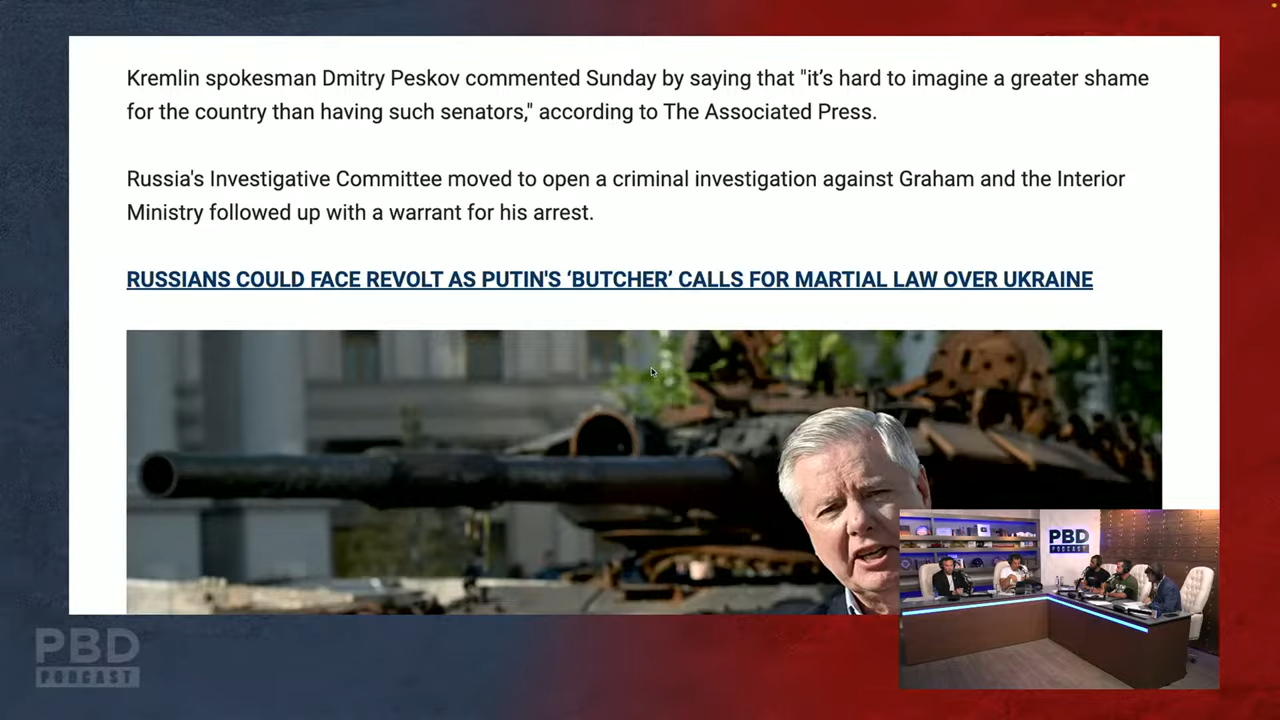 Kremlin spokesman Dmitry Peskov commented Sunday by saying that "it’s hard to imagine a greater shame
for the country than having such senators," according to The Associated Press.
Russia's Investigative Committee moved to open a criminal investigation against Graham and the Interior
Ministry followed up with a warrant for his arrest.
RUSSIANS COULD FACE REVOLT AS PUTIN'S ‘BUTCHER’ CALLS FOR MARTIAL LAW OVER UKRAINE
PBD
PODCAST
PBD
PODCAST